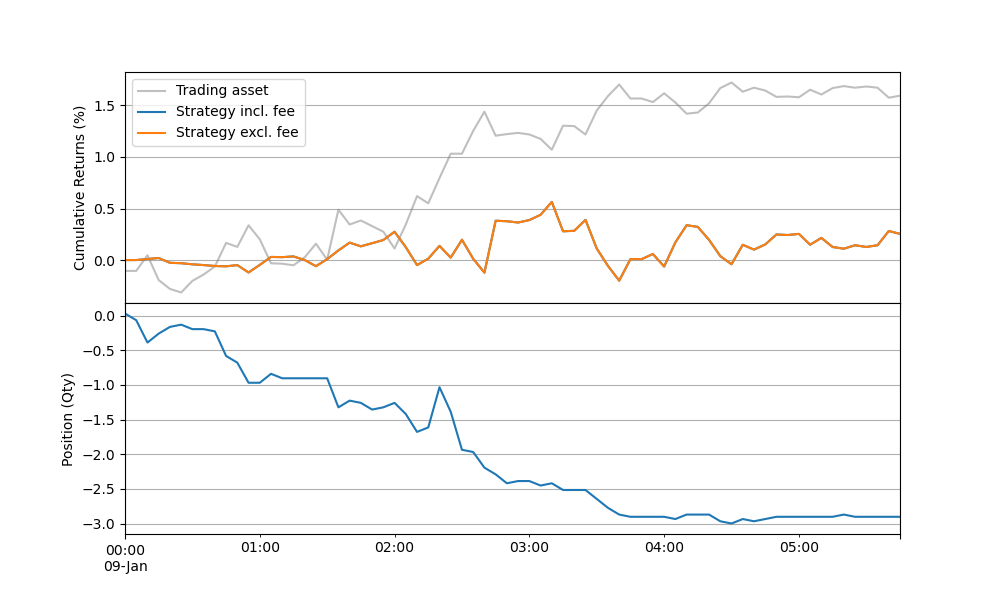 Trading asset
Strategy incl. fee
Strategy excl. fee
Cumulative Returns (%)
1.5
1.0
0.5
0.0
Position (Qty)
0.0
−0.5
−1.0
−1.5
−2.0
−2.5
−3.0
00:00 01:00 02:00 03:00 04:00 05:00
09-Jan